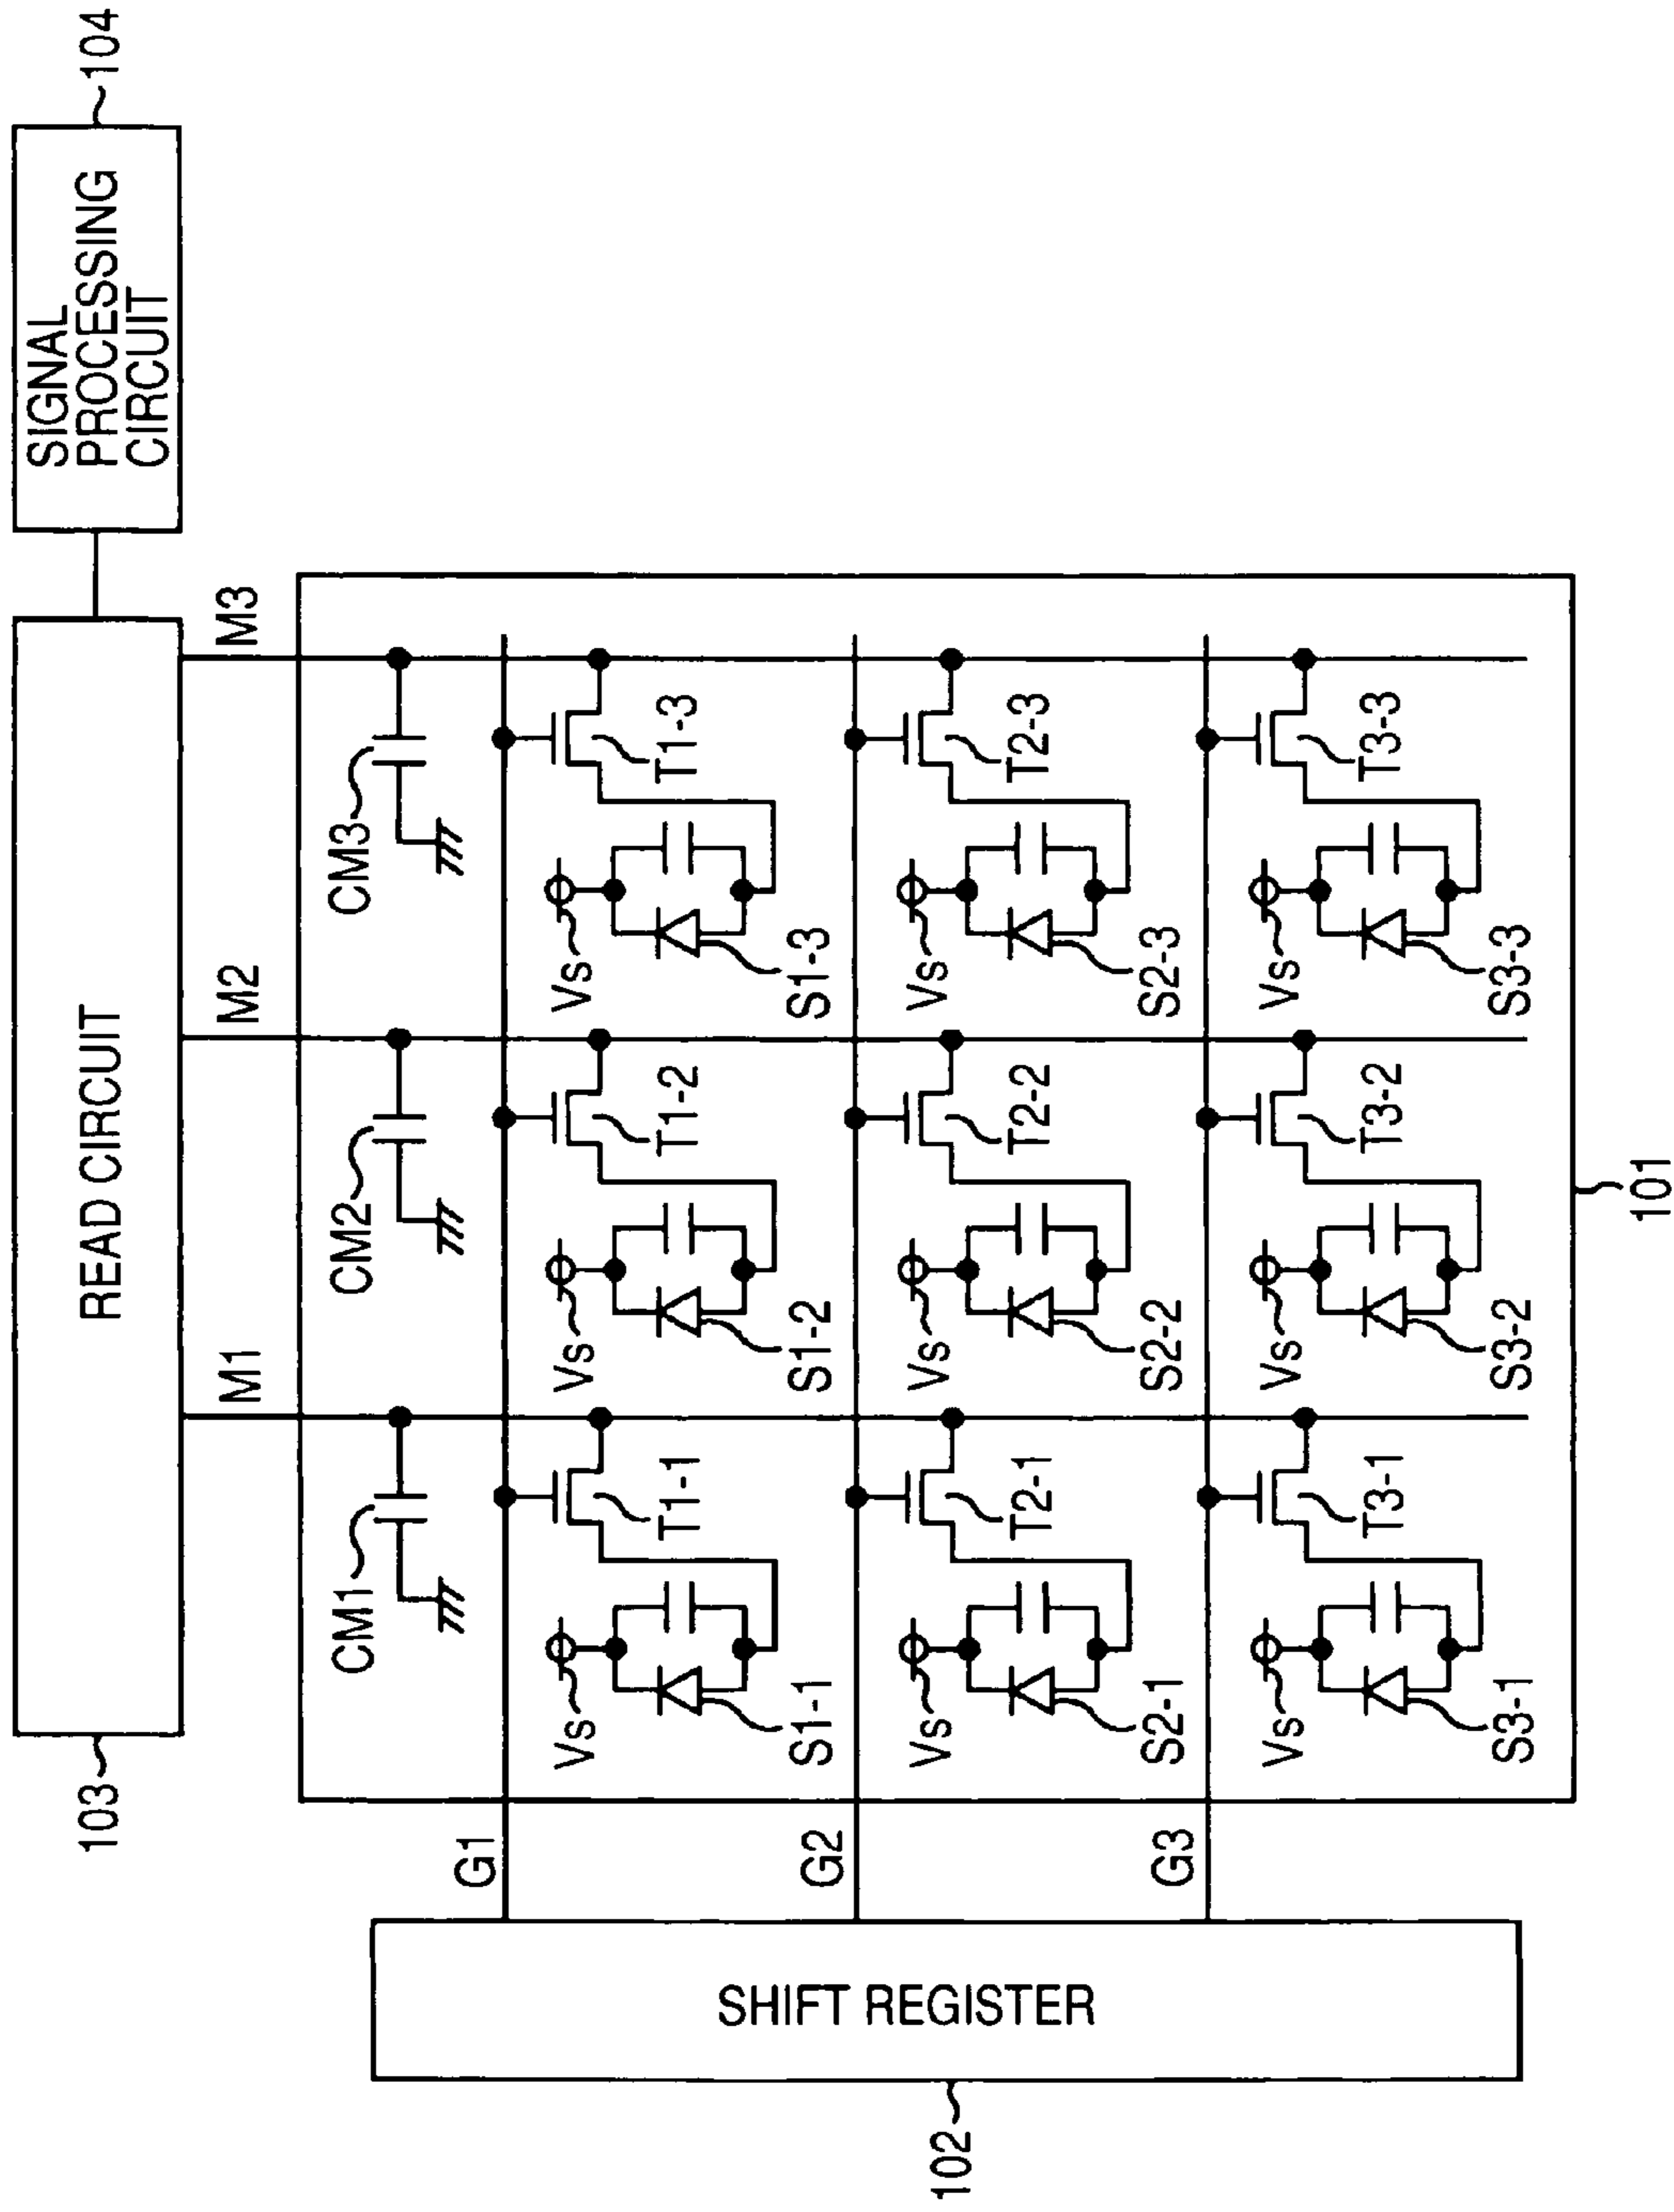 SIGNAL
PROCESSING
CIRCUIT
104
READ CIRCUIT
103
M1
M2
M3
CM1
CM2
CM3
G1
Vs
S1-1
T1-1
Vs
S1-2
T1-2
Vs
S1-3
T1-3
G2
Vs
S2-1
T2-1
Vs
S2-2
T2-2
Vs
S2-3
T2-3
G3
Vs
S3-1
T3-1
Vs
S3-2
T3-2
Vs
S3-3
T3-3
101
SHIFT REGISTER
102